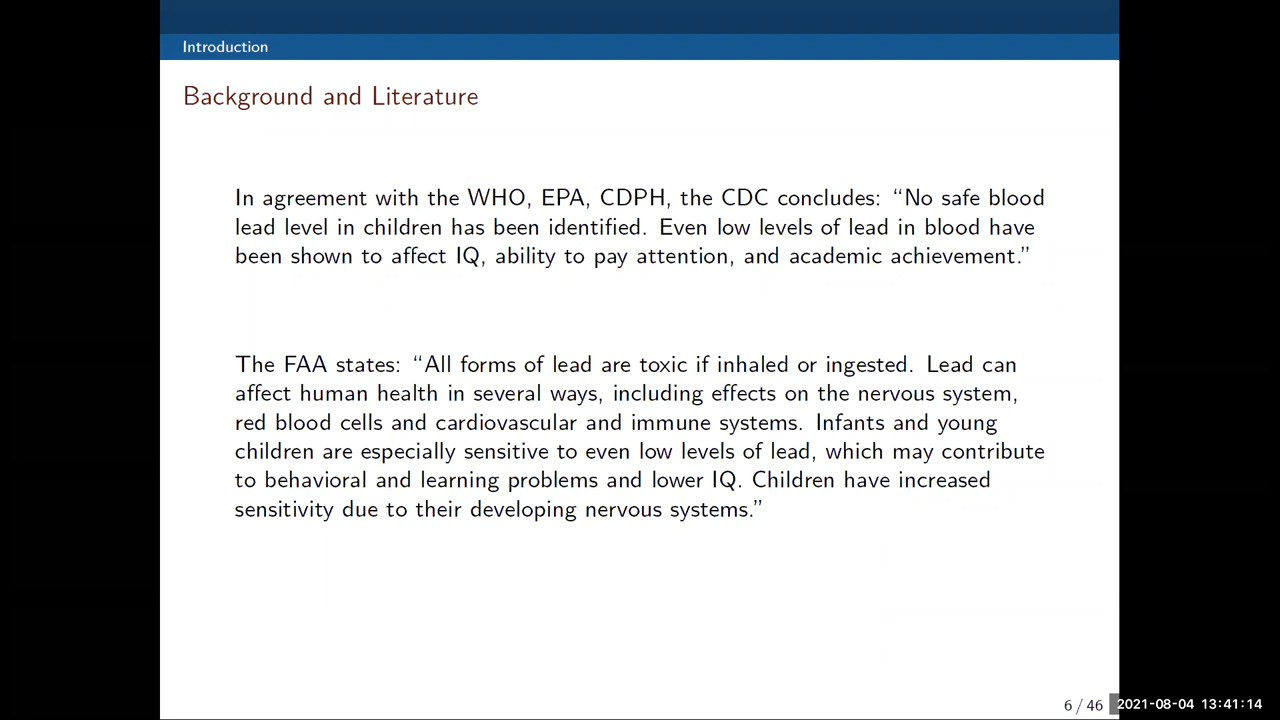 Introduction
Background and Literature
In agreement with the WHO, EPA, CDPH, the CDC concludes: “No safe blood
lead level in children has been identified. Even low levels of lead in blood have
been shown to affect IQ, ability to pay attention, and academic achievement.”
The FAA states: “All forms of lead are toxic if inhaled or ingested. Lead can
affect human health in several ways, including effects on the nervous system,
red blood cells and cardiovascular and immune systems. Infants and young
children are especially sensitive to even low levels of lead, which may contribute
to behavioral and learning problems and lower IQ. Children have increased
sensitivity due to their developing nervous systems.”
6 / 46
2021-08-04 13:41:14